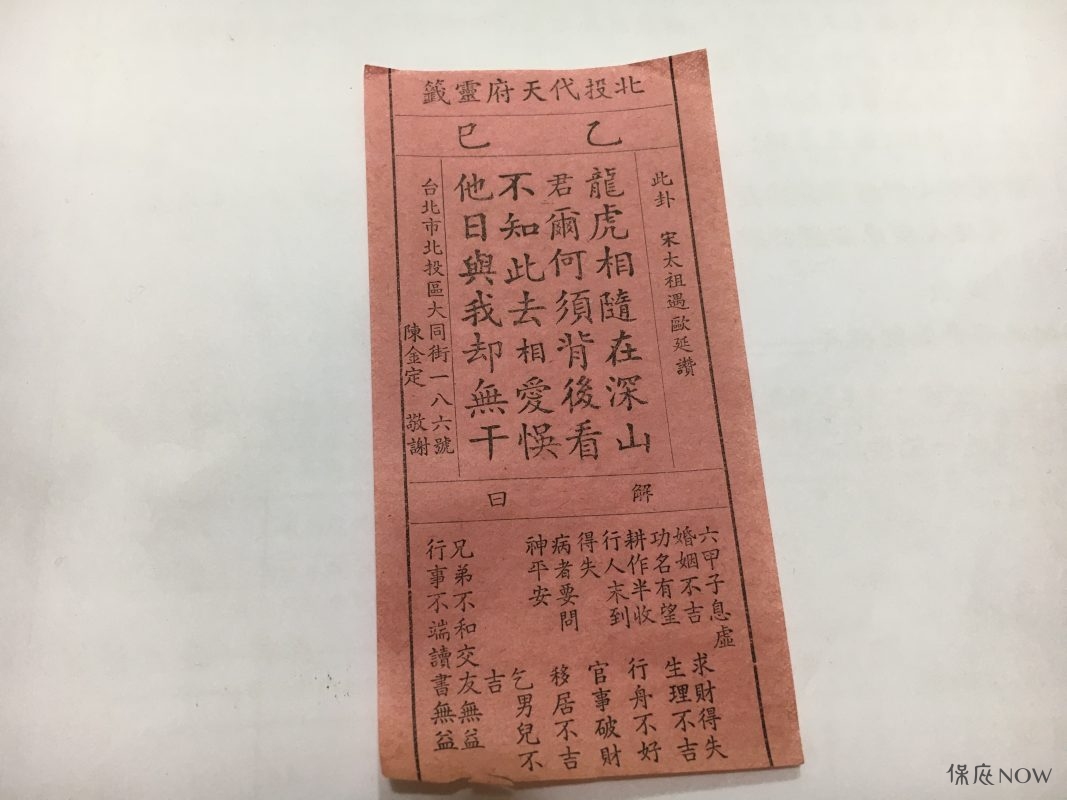 北投代天府靈籤
乙巳
此卦　宋太祖遇歐延讚
龍虎相隨在深山
君爾何須背後看
不知此去相愛悞
他日與我却無干
台北市北投區大同街一八六號
陳金定　敬謝
解曰
六甲子息虛　求財得失
婚姻不吉　生理不吉
功名有望　行舟不好
耕作半收　官事破財
行人未到　移居不吉
得失
病者要問　乞男兒不
神平安　吉
兄弟不和交友無益
行事不端讀書無益
保庇NOW